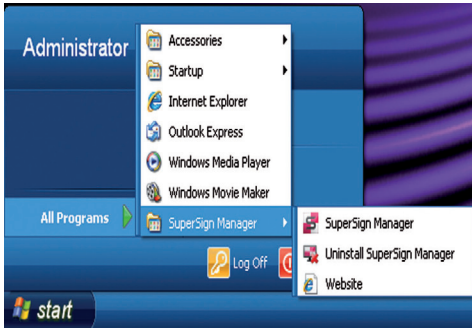 Administrator
Accessories
Startup
Internet Explorer
Outlook Express
Windows Media Player
Windows Movie Maker
SuperSign Manager
SuperSign Manager
Uninstall SuperSign Manager
Website
All Programs
Log Off
start